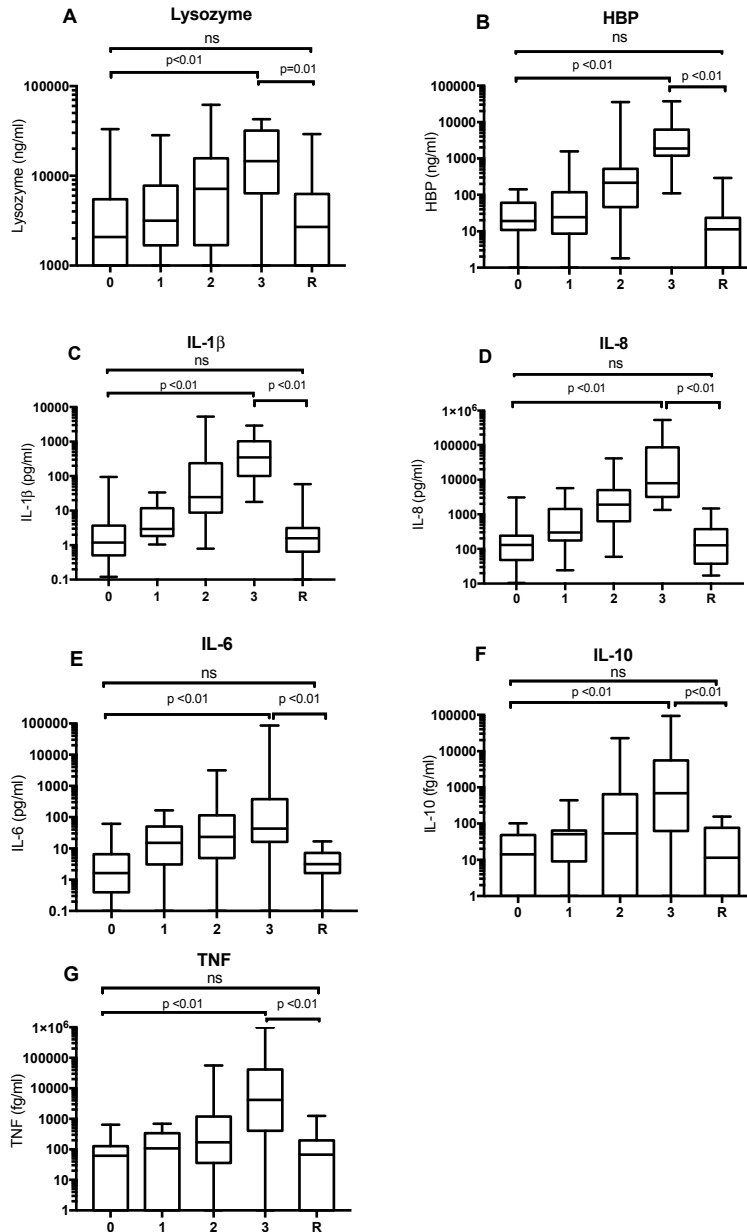 A
Lysozyme
ns
p<0.01
p=0.01
Lysozyme (ng/ml)
100000
10000
1000
0 1 2 3 R
B
HBP
ns
p <0.01
p <0.01
HBP (ng/ml)
100000
10000
1000
100
10
1
0 1 2 3 R
C
IL-1β
ns
p <0.01
p <0.01
IL-1β (pg/ml)
10000
1000
100
10
1
0.1
0 1 2 3 R
D
IL-8
ns
p <0.01
p <0.01
IL-8 (pg/ml)
1×10⁶
100000
10000
1000
100
10
0 1 2 3 R
E
IL-6
ns
p <0.01
p <0.01
IL-6 (pg/ml)
100000
10000
1000
100
10
1
0.1
0 1 2 3 R
F
IL-10
ns
p <0.01
p<0.01
IL-10 (fg/ml)
100000
10000
1000
100
10
1
0 1 2 3 R
G
TNF
ns
p <0.01
p <0.01
TNF (fg/ml)
1×10⁶
100000
10000
1000
100
10
1
0 1 2 3 R